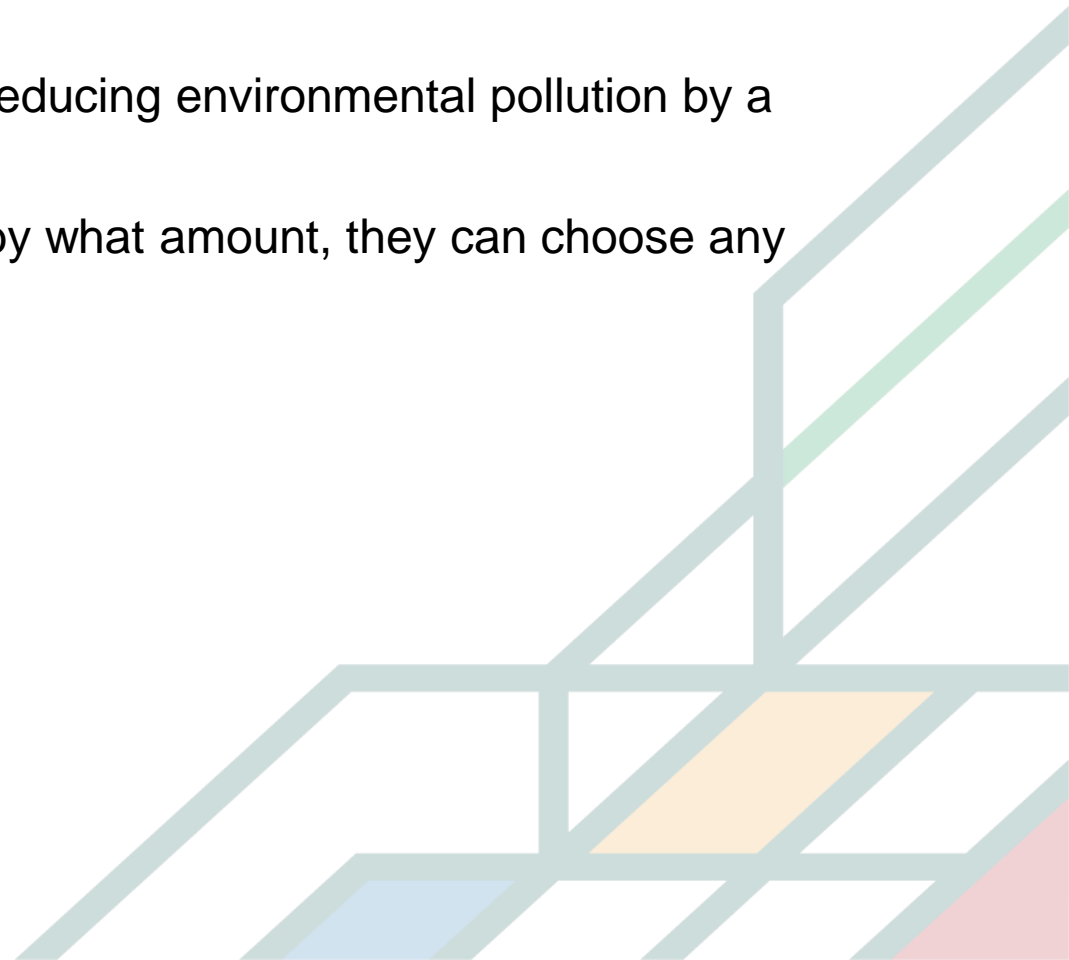 educing environmental pollution by a
by what amount, they can choose any